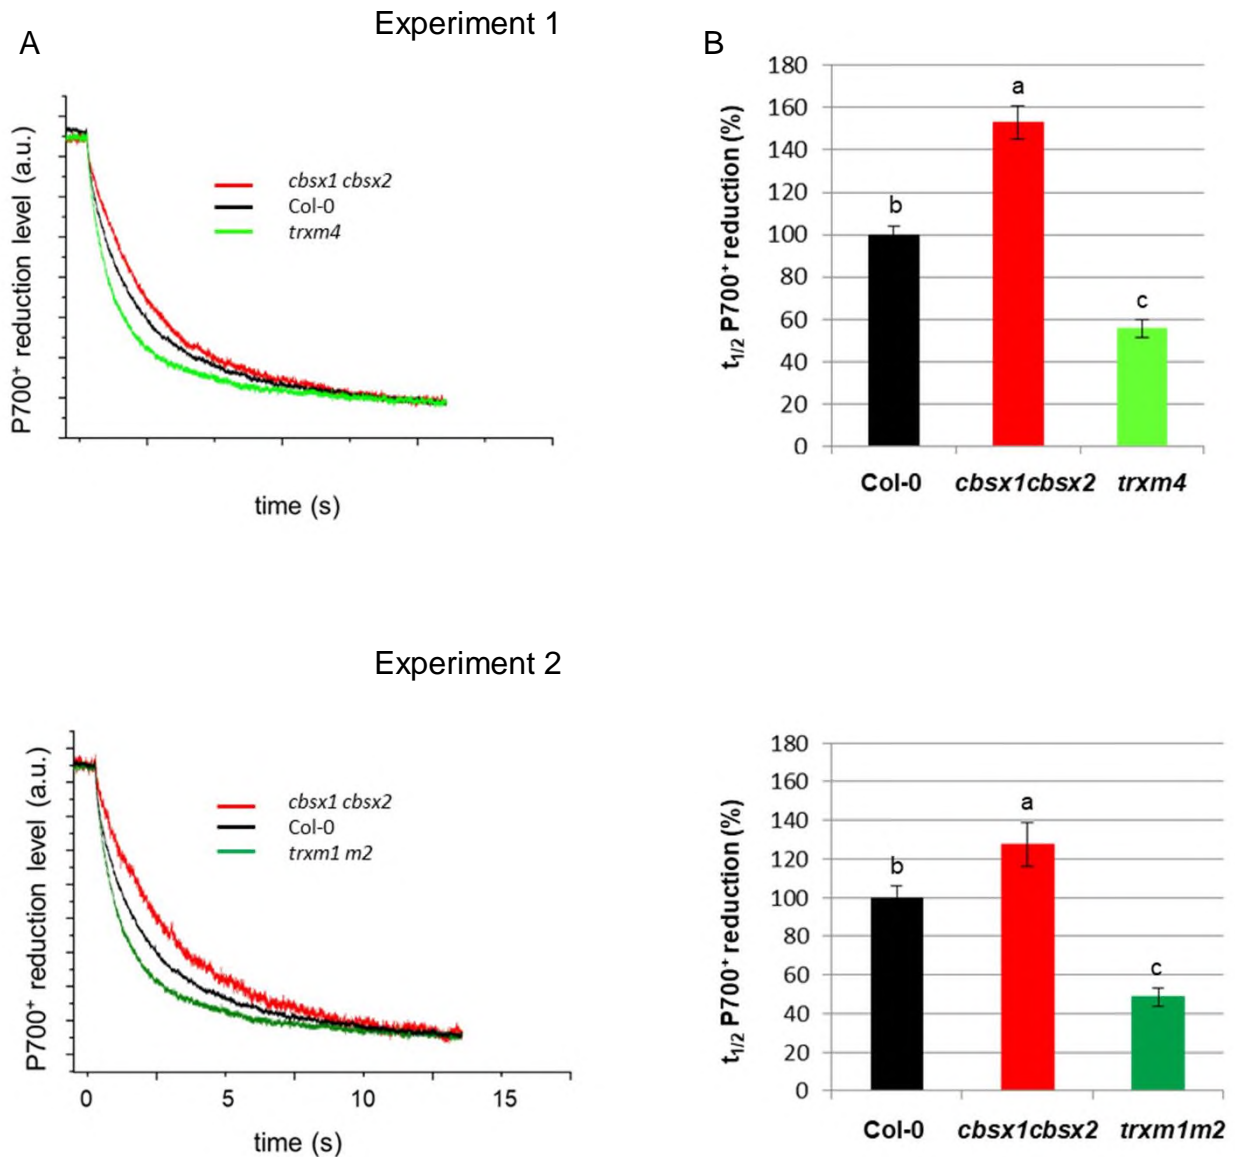 Experiment 1
A
P700⁺ reduction level (a.u.)
cbsx1 cbsx2
Col-0
trxm4
time (s)
B
t1/2 P700⁺ reduction (%)
180
160
140
120
100
80
60
40
20
0
a
b
c
Col-0 cbsx1cbsx2 trxm4
Experiment 2
P700⁺ reduction level (a.u.)
cbsx1 cbsx2
Col-0
trxm1 m2
0 5 10 15
time (s)
t1/2 P700⁺ reduction (%)
180
160
140
120
100
80
60
40
20
0
a
b
c
Col-0 cbsx1cbsx2 trxm1m2